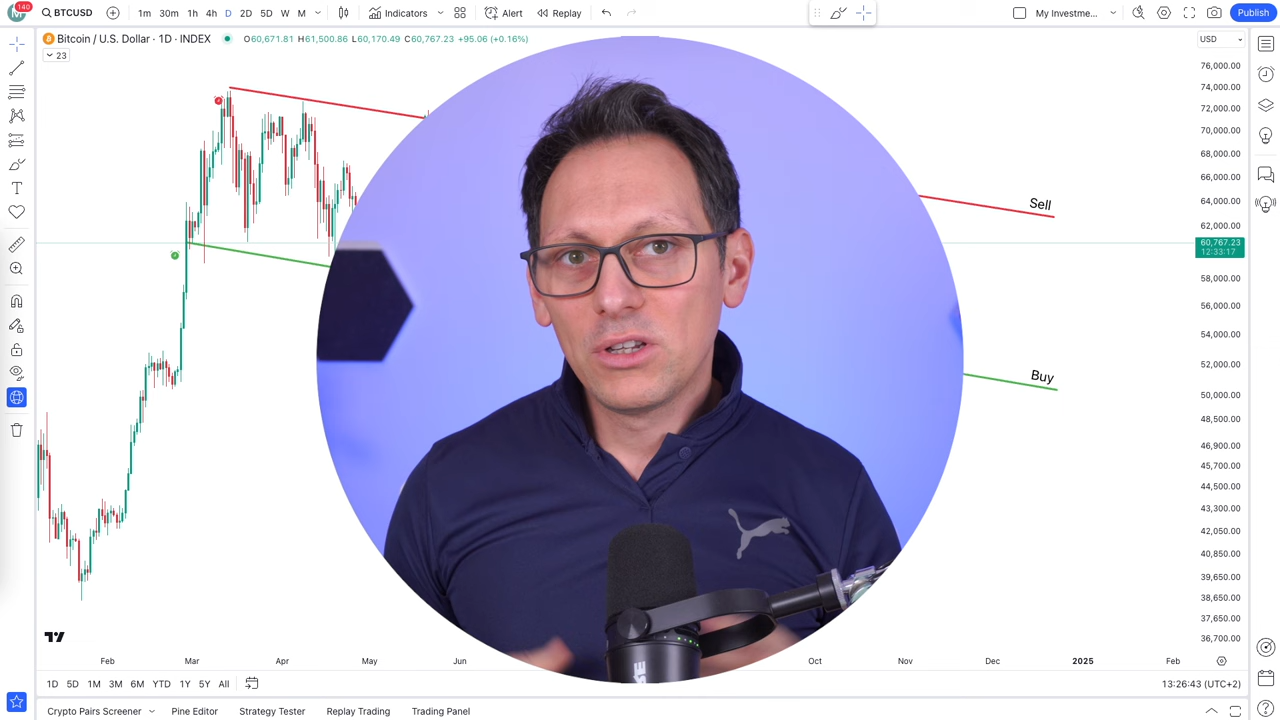 140
BTCUSD
1m 30m 1h 4h D 2D 5D W M
Indicators
Alert
Replay
My Investme...
Publish
Bitcoin / U.S. Dollar · 1D · INDEX
O60,671.81 H61,500.86 L60,170.49 C60,767.23 +95.06 (+0.16%)
USD
23
76,000.00
74,000.00
72,000.00
70,000.00
68,000.00
66,000.00
64,000.00
Sell
62,000.00
60,767.23
12:33:17
58,000.00
56,000.00
54,000.00
52,000.00
Buy
50,000.00
48,500.00
46,900.00
45,700.00
44,500.00
43,300.00
42,050.00
40,850.00
39,650.00
38,650.00
37,650.00
36,700.00
Feb Mar Apr May Jun Oct Nov Dec 2025 Feb
1D 5D 1M 3M 6M YTD 1Y 5Y All
13:26:43 (UTC+2)
Crypto Pairs Screener Pine Editor Strategy Tester Replay Trading Trading Panel